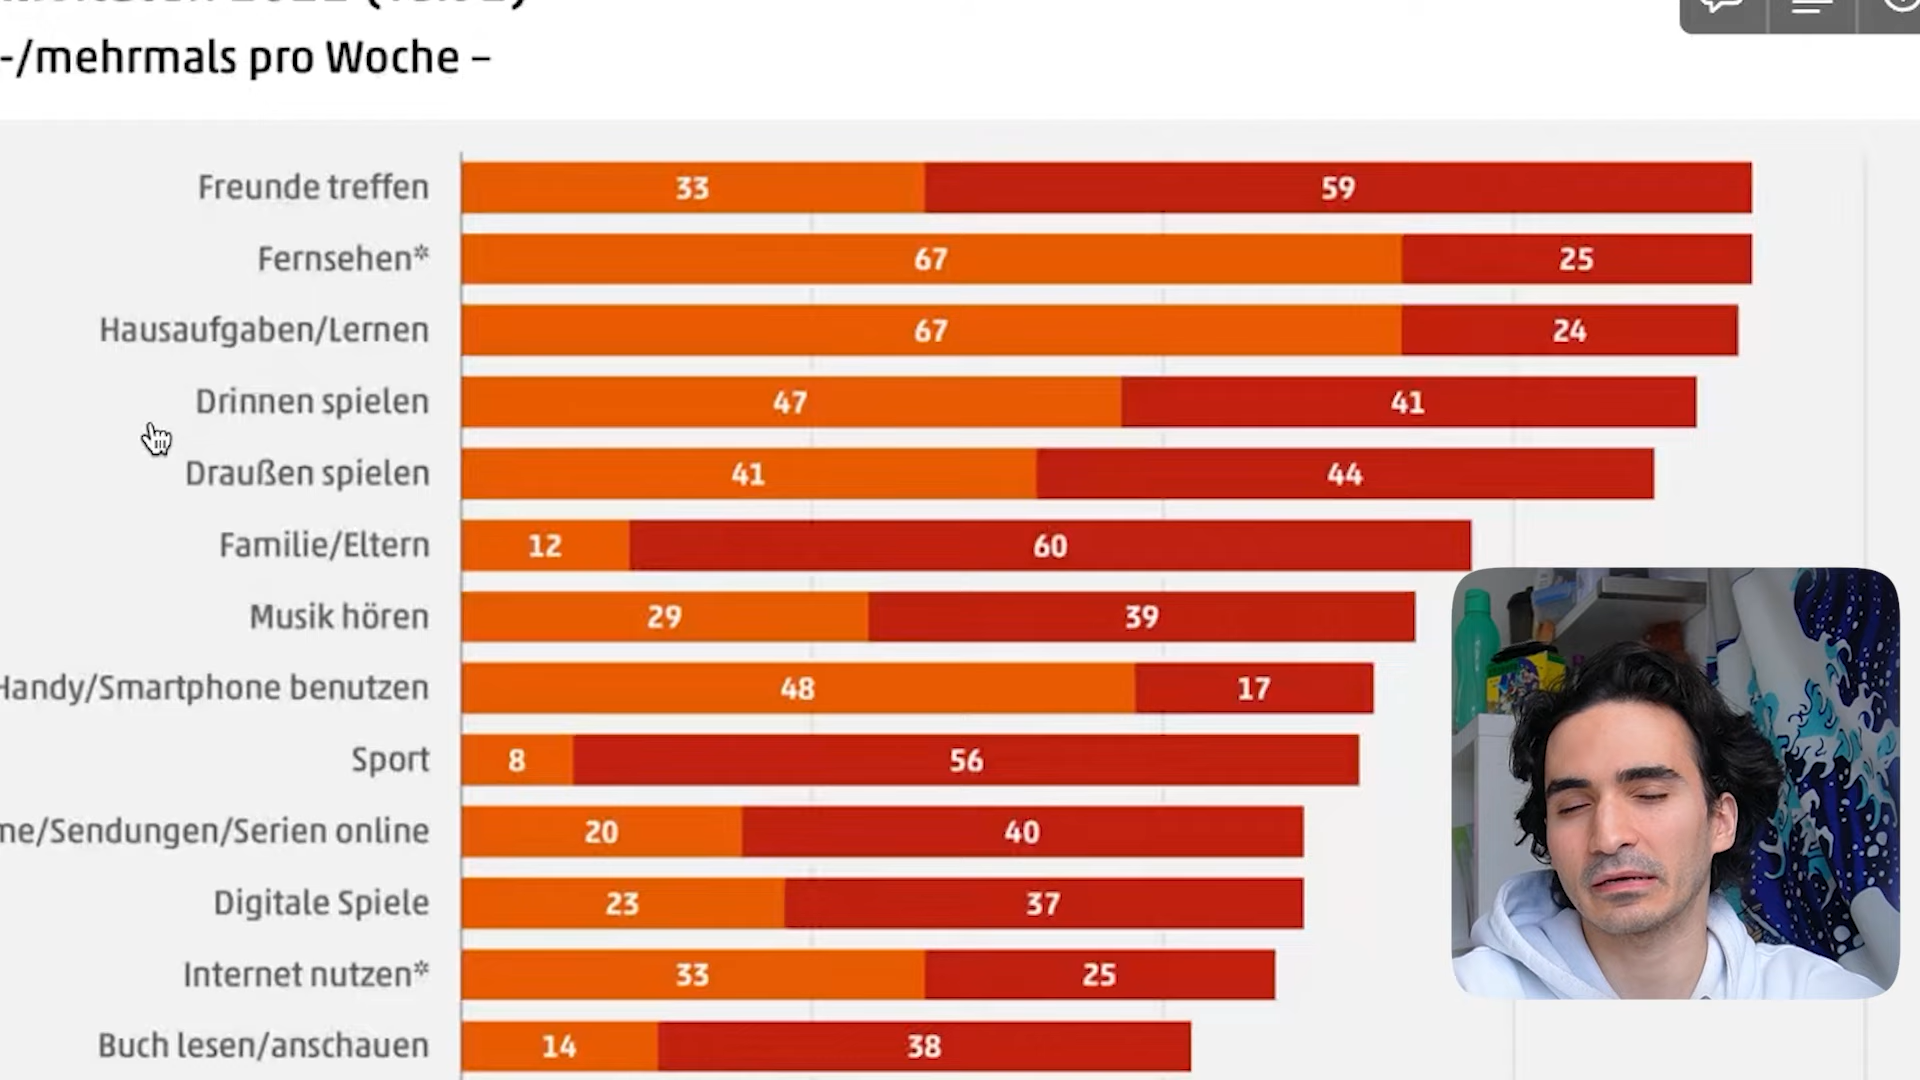 -/mehrmals pro Woche –
Freunde treffen 33 59
Fernsehen* 67 25
Hausaufgaben/Lernen 67 24
Drinnen spielen 47 41
Draußen spielen 41 44
Familie/Eltern 12 60
Musik hören 29 39
Handy/Smartphone benutzen 48 17
Sport 8 56
me/Sendungen/Serien online 20 40
Digitale Spiele 23 37
Internet nutzen* 33 25
Buch lesen/anschauen 14 38